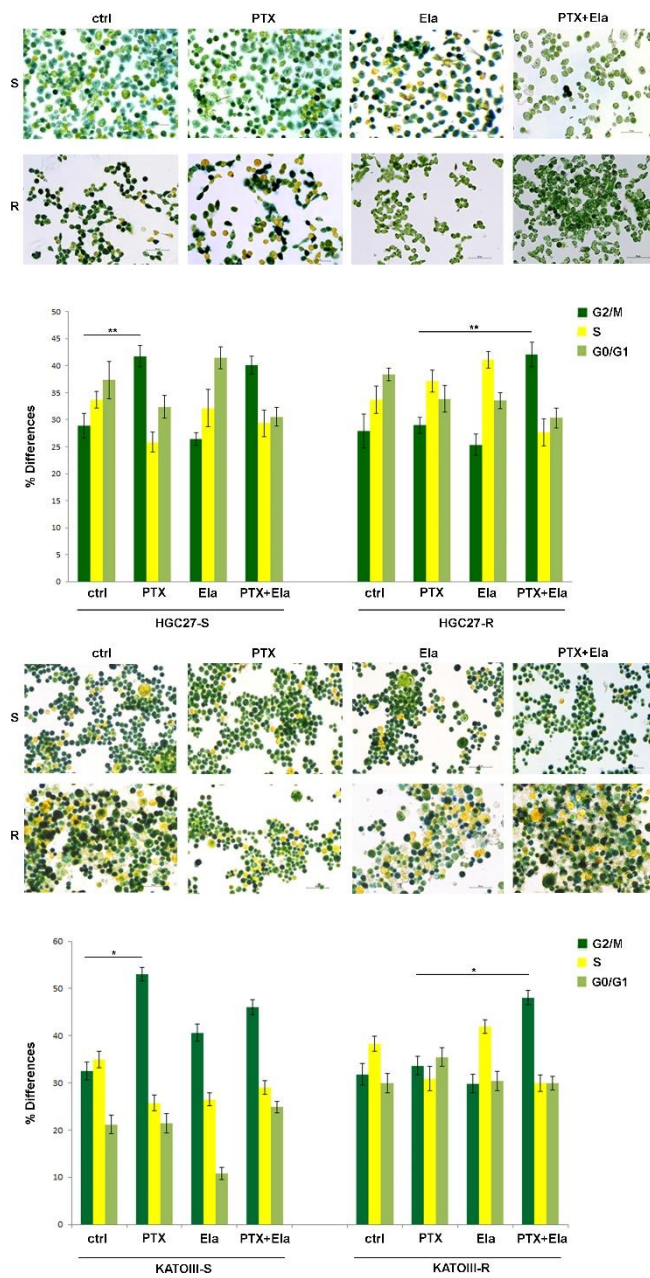 ctrl PTX Ela PTX+Ela
S
R
50
45
40
35
30
25
20
15
10
5
0
% Differences
**
**
G2/M
S
G0/G1
ctrl PTX Ela PTX+Ela ctrl PTX Ela PTX+Ela
HGC27-S HGC27-R
ctrl PTX Ela PTX+Ela
S
R
60
50
40
30
20
10
0
% Differences
*
*
G2/M
S
G0/G1
ctrl PTX Ela PTX+Ela ctrl PTX Ela PTX+Ela
KATOIII-S KATOIII-R